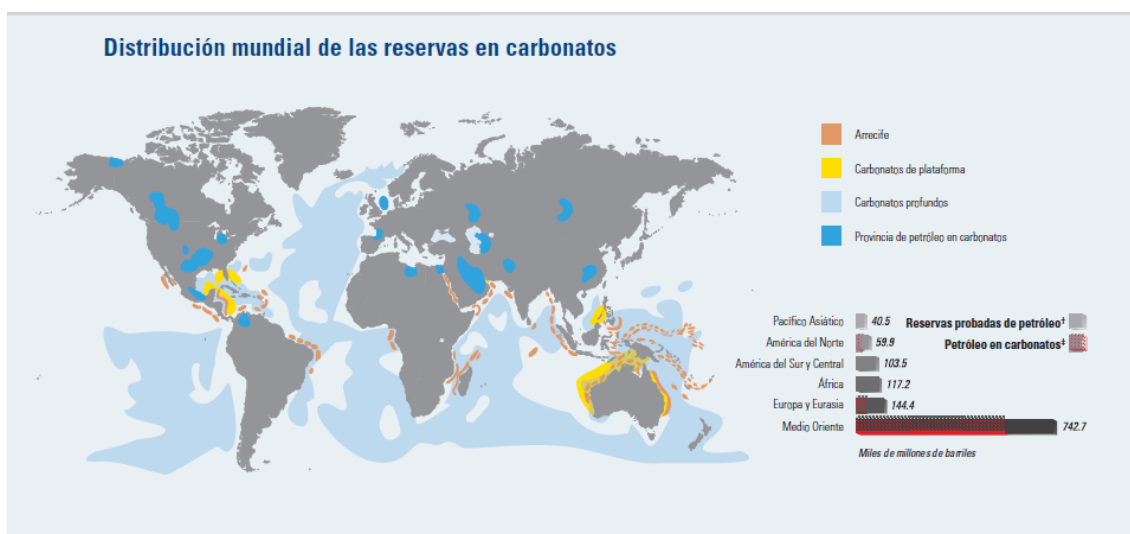 Distribución mundial de las reservas en carbonatos
Arrecife
Carbonatos de plataforma
Carbonatos profundos
Provincia de petróleo en carbonatos
Pacífico Asiático 40.5 Reservas probadas de petróleo†
América del Norte 59.9 Petróleo en carbonatos‡
América del Sur y Central 103.5
África 117.2
Europa y Eurasia 144.4
Medio Oriente 742.7
Miles de millones de barriles